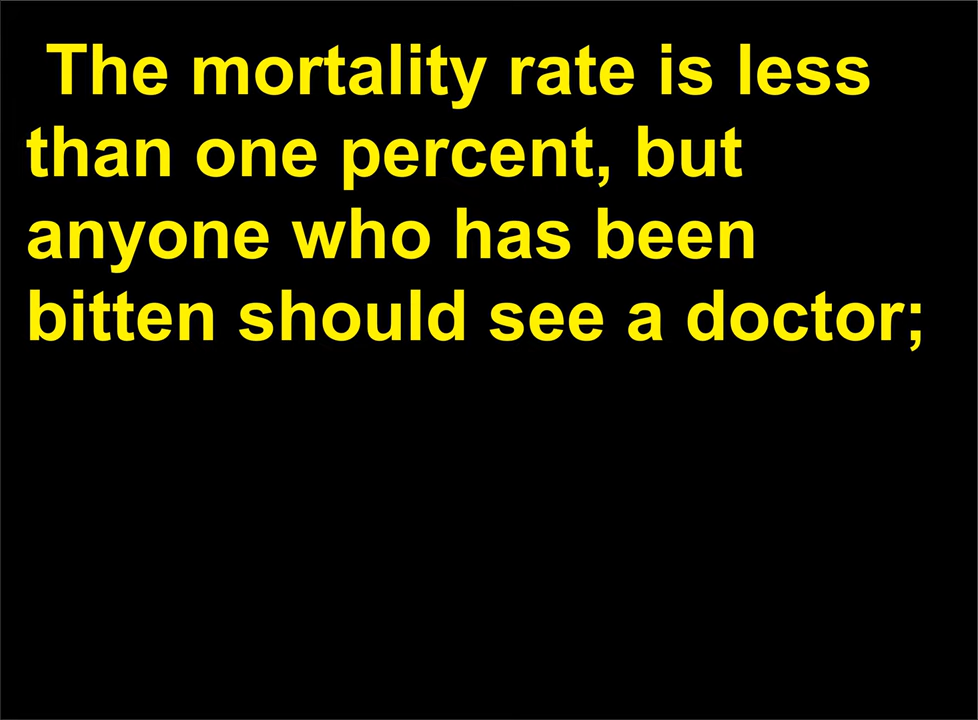 The mortality rate is less
than one percent, but
anyone who has been
bitten should see a doctor;